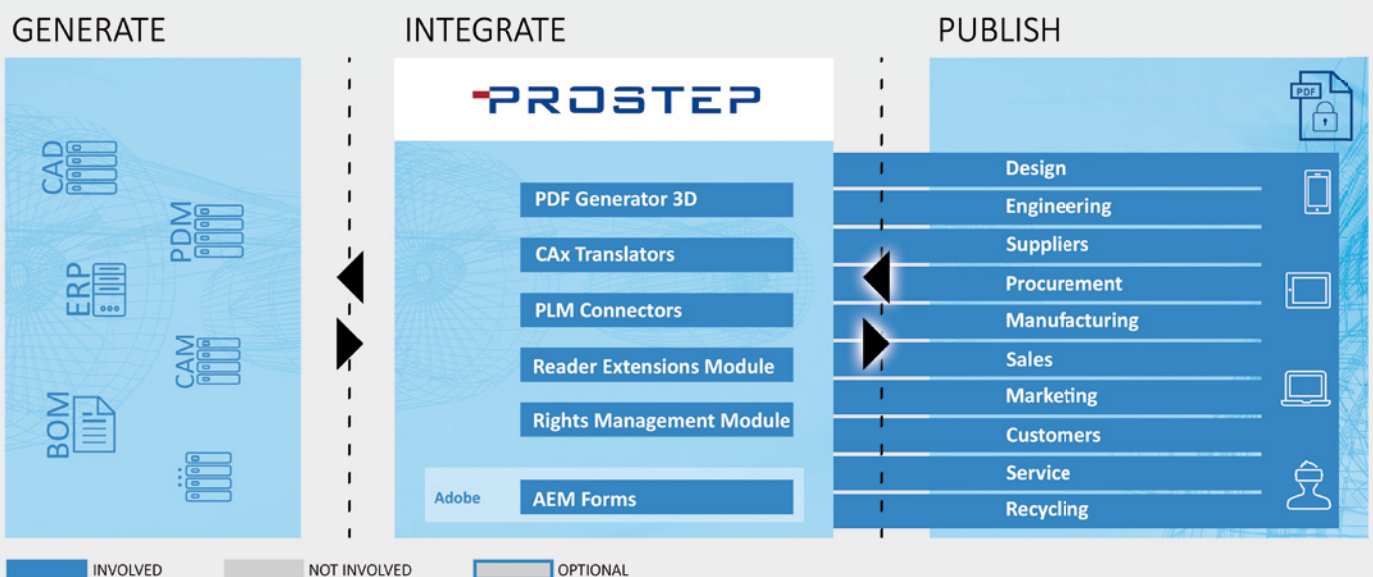 GENERATE
INTEGRATE
PUBLISH
CAD
PDM
ERP
CAM
BOM
PROSTEP
PDF Generator 3D
CAx Translators
PLM Connectors
Reader Extensions Module
Rights Management Module
Adobe
AEM Forms
PDF
Design
Engineering
Suppliers
Procurement
Manufacturing
Sales
Marketing
Customers
Service
Recycling
INVOLVED
NOT INVOLVED
OPTIONAL